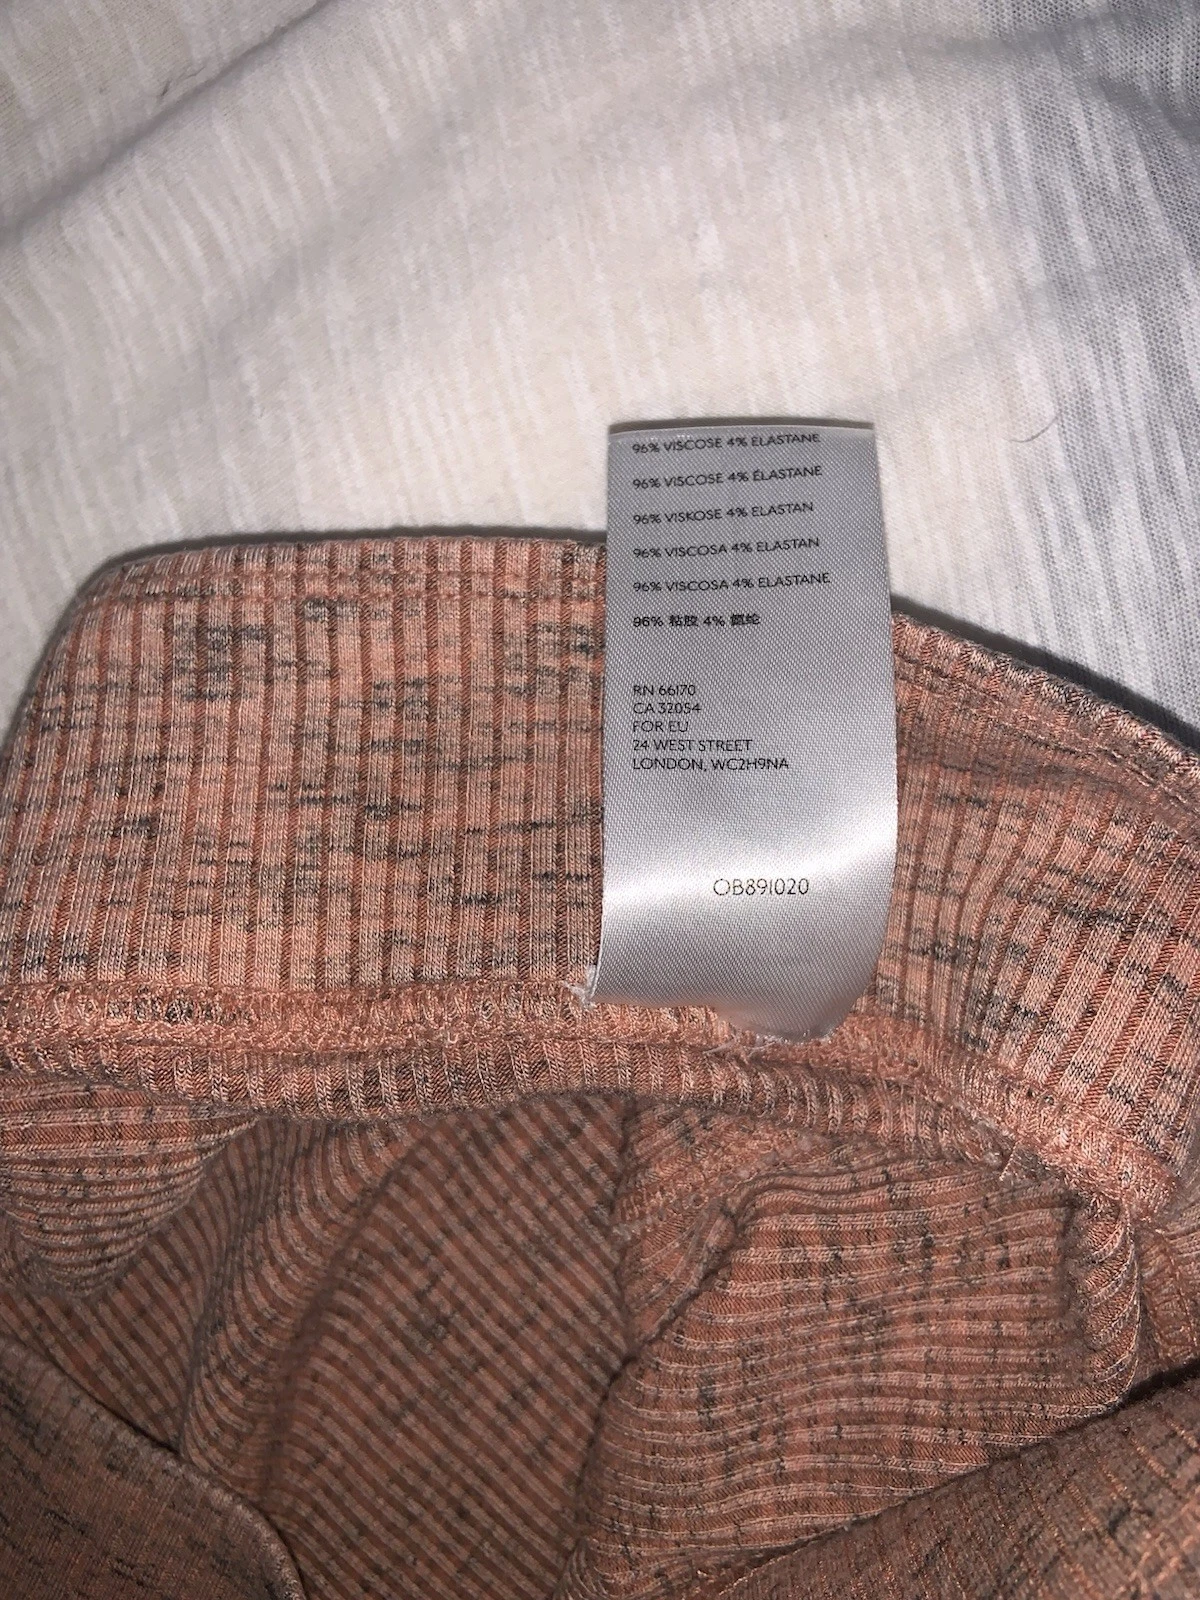 96% VISCOSE 4% ELASTANE
96% VISCOSE 4% ÉLASTANE
96% VISKOSE 4% ELASTAN
96% VISCOSA 4% ELASTAN
96% VISCOSA 4% ELASTANE
96% 粘胶 4% 氨纶
RN 66170
CA 32054
FOR EU
24 WEST STREET
LONDON, WC2H9NA
OB891020